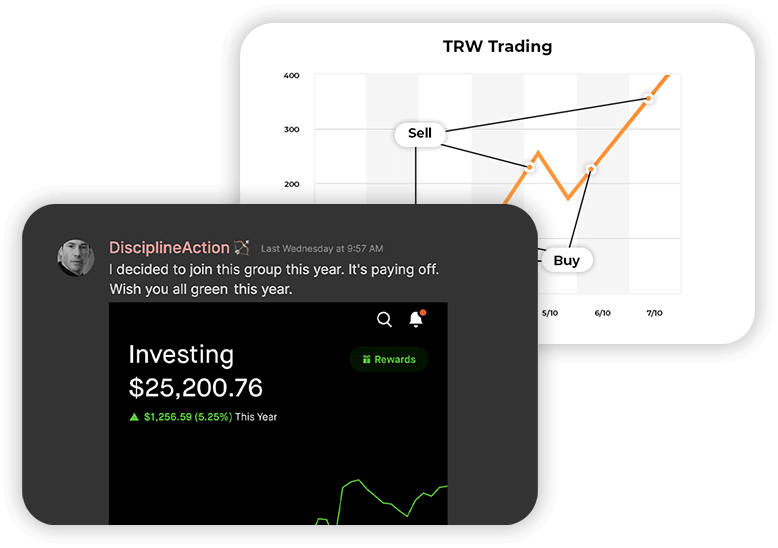 TRW Trading
400
300
200
Sell
Buy
5/10
6/10
7/10
DisciplineAction Last Wednesday at 9:57 AM
I decided to join this group this year. It's paying off.
Wish you all green this year.
Investing
$25,200.76
Rewards
$1,256.59 (5.25%) This Year